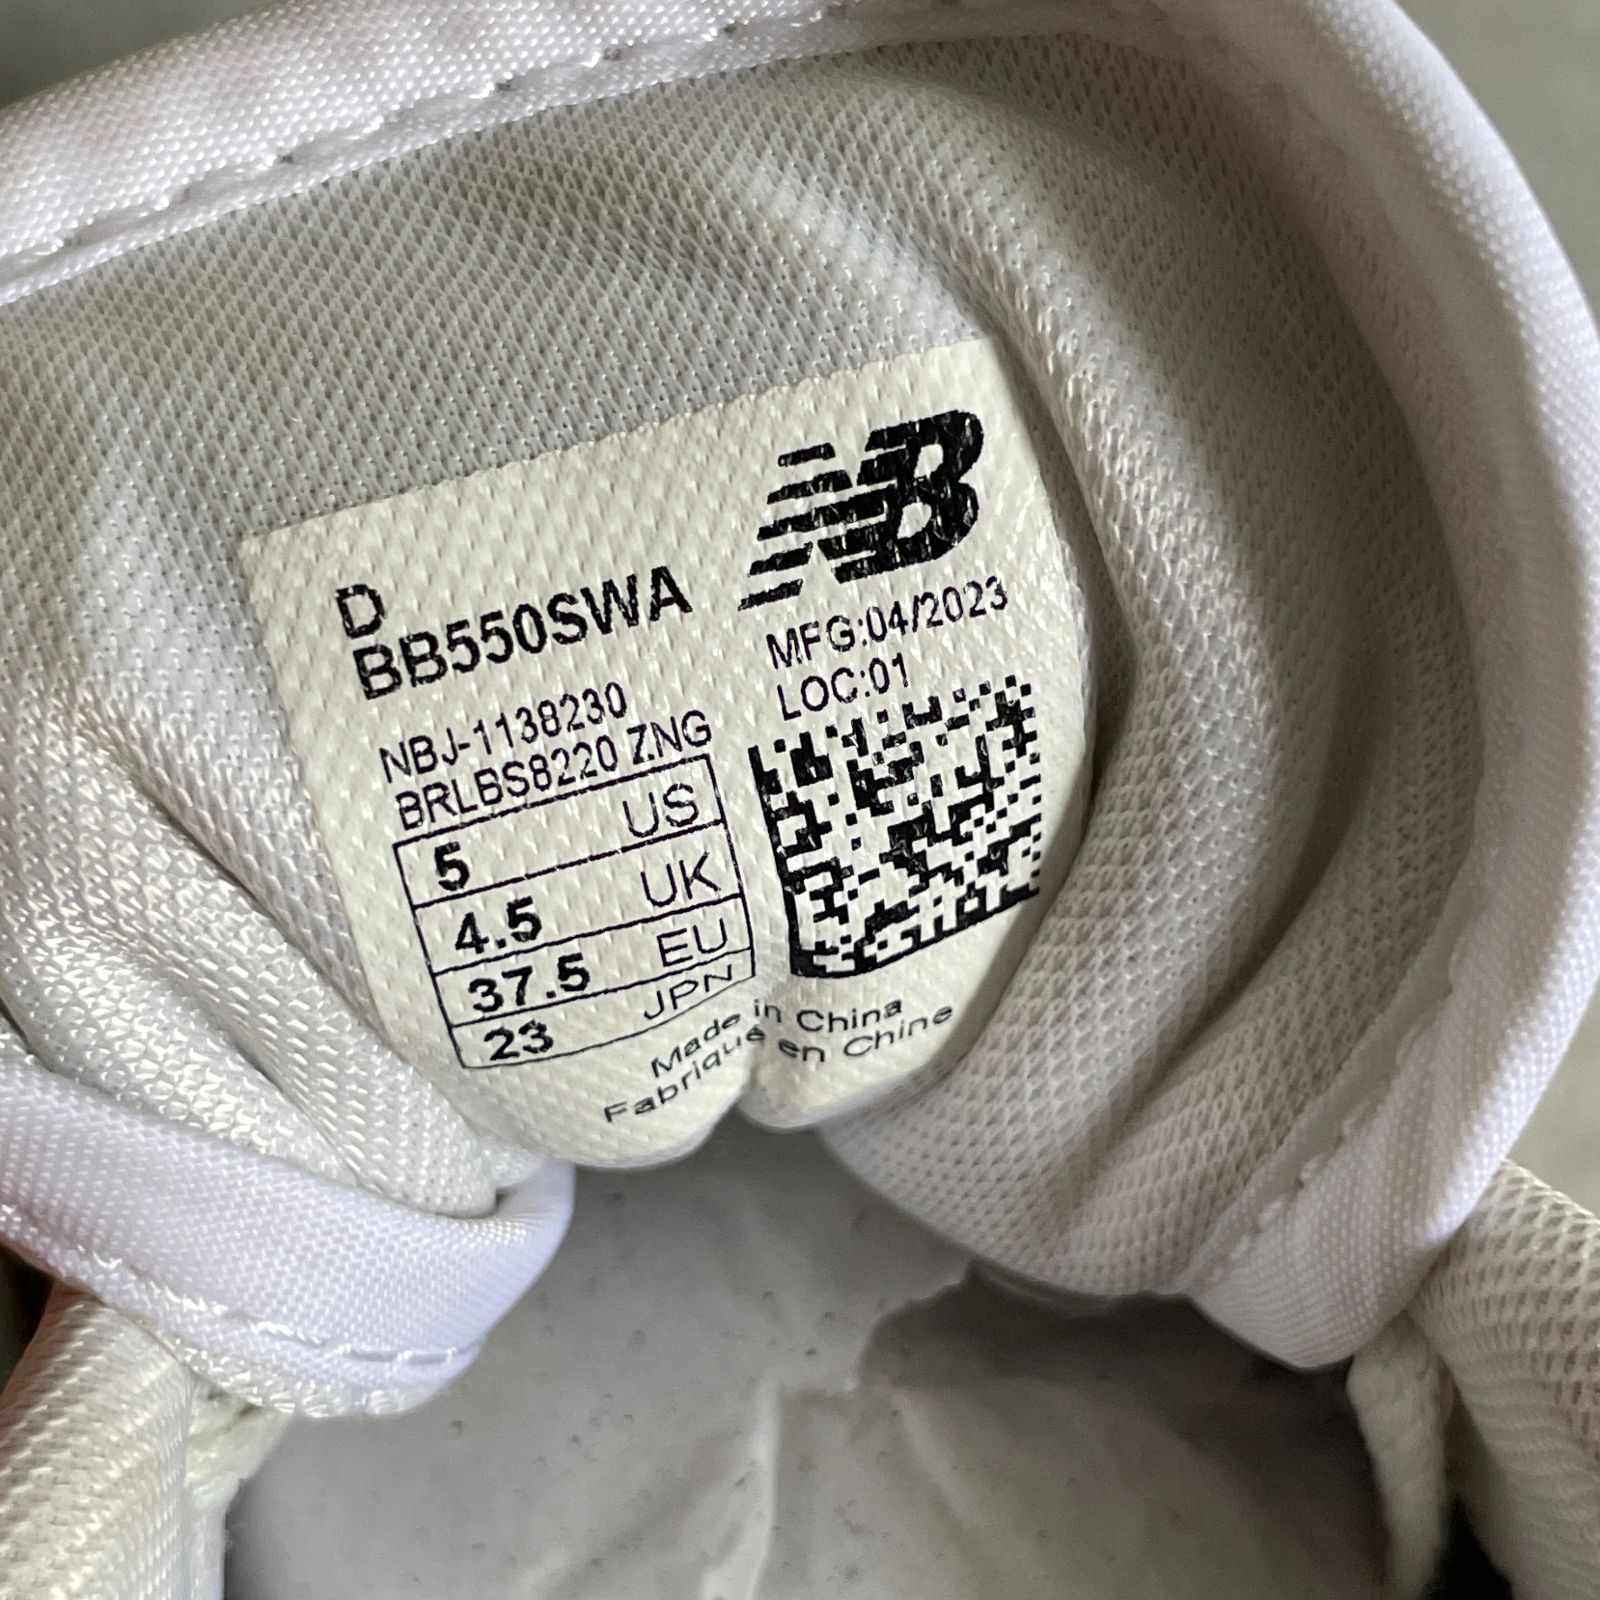 D
BB550SWA
NBJ-1138230
BRLBS8220 ZNG
5 US
4.5 UK
37.5 EU
23 JPN
NB
MFG:04/2023
LOC:01
Made in China
Fabriqué en Chine